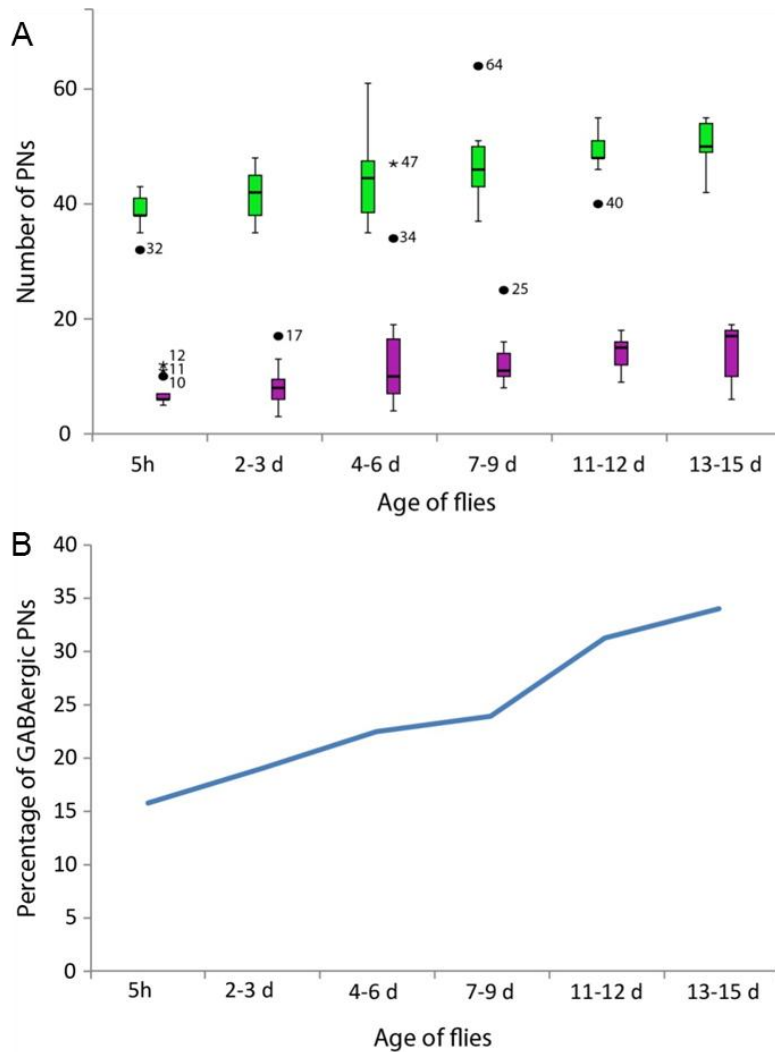 A
Number of PNs
60
40
20
0
64
47
40
32
34
25
17
12
11
10
5h 2-3 d 4-6 d 7-9 d 11-12 d 13-15 d
Age of flies
B
Percentage of GABAergic PNs
40
35
30
25
20
15
10
5
0
5h 2-3 d 4-6 d 7-9 d 11-12 d 13-15 d
Age of flies